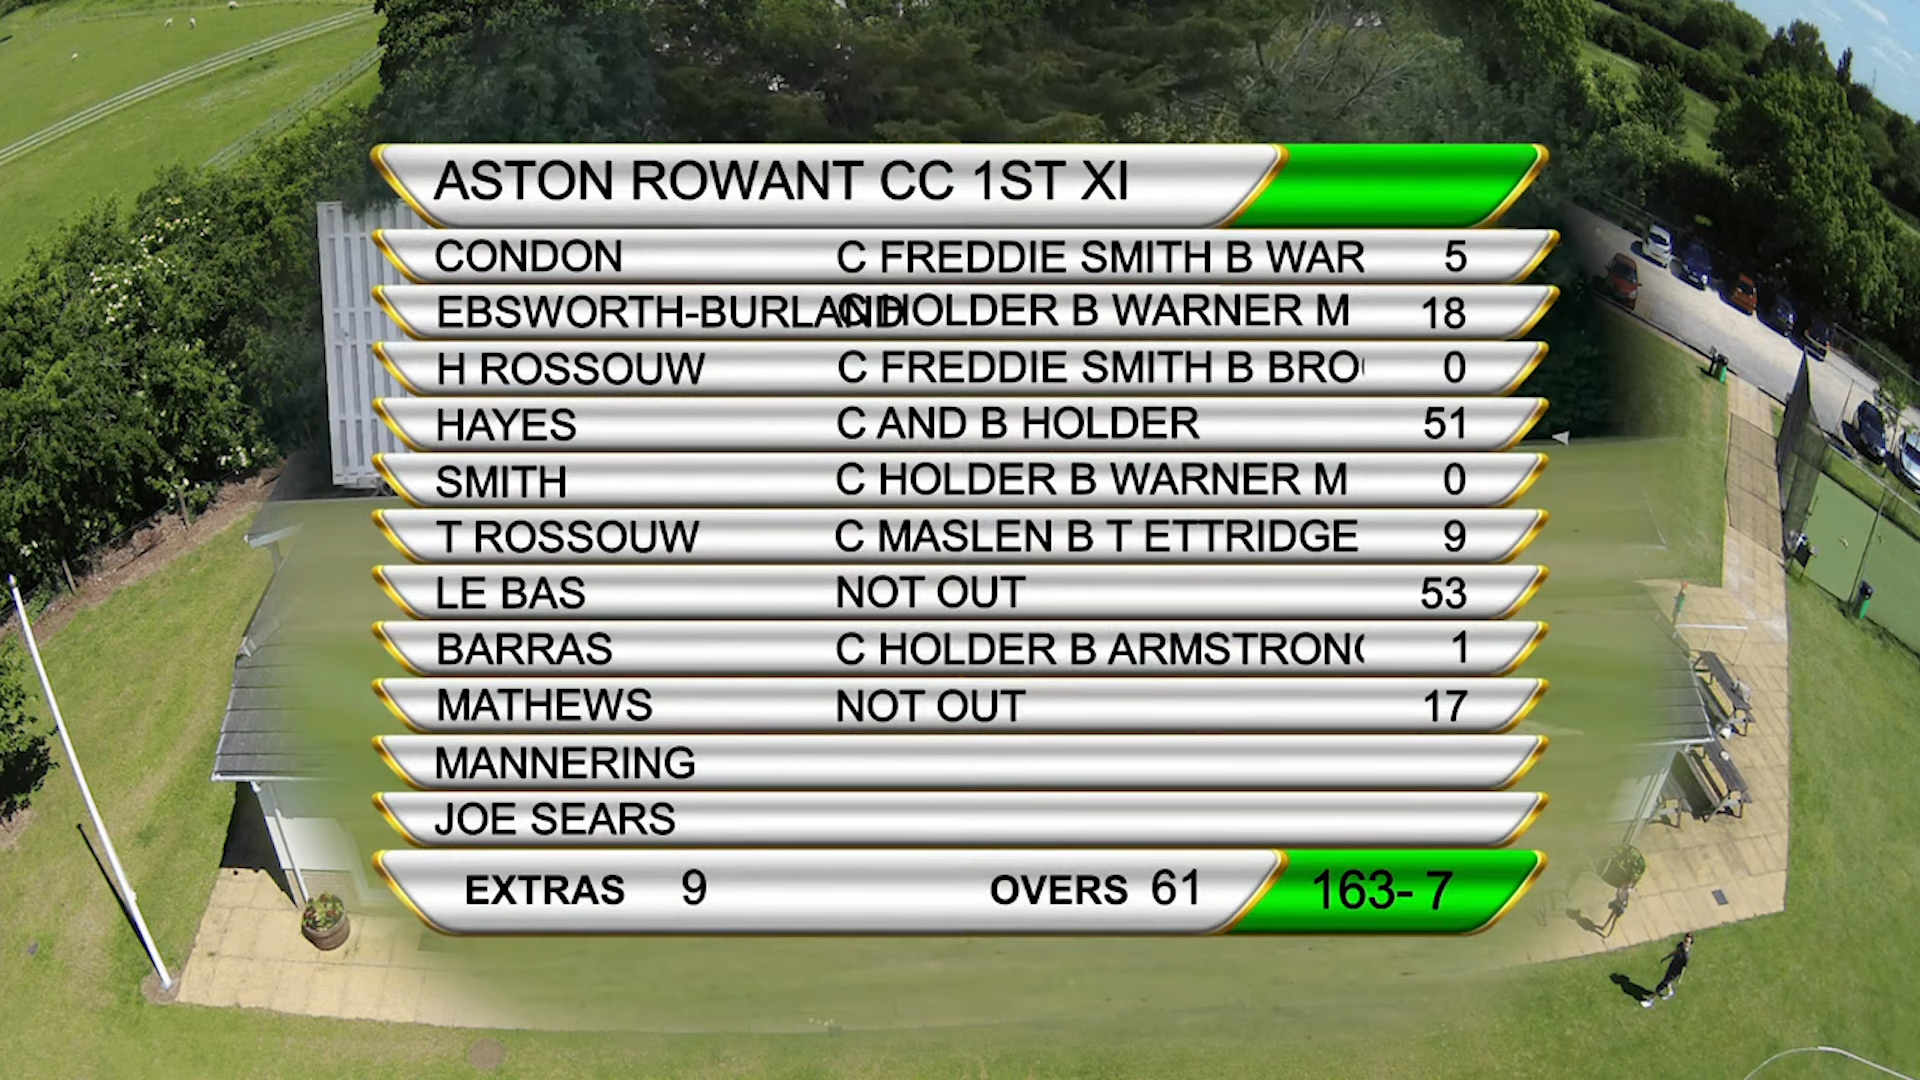 ASTON ROWANT CC 1ST XI
CONDON C FREDDIE SMITH B WAR 5
EBSWORTH-BURLAND C HOLDER B WARNER M 18
H ROSSOUW C FREDDIE SMITH B BRO 0
HAYES C AND B HOLDER 51
SMITH C HOLDER B WARNER M 0
T ROSSOUW C MASLEN B T ETTRIDGE 9
LE BAS NOT OUT 53
BARRAS C HOLDER B ARMSTRON 1
MATHEWS NOT OUT 17
MANNERING
JOE SEARS
EXTRAS 9 OVERS 61 163- 7